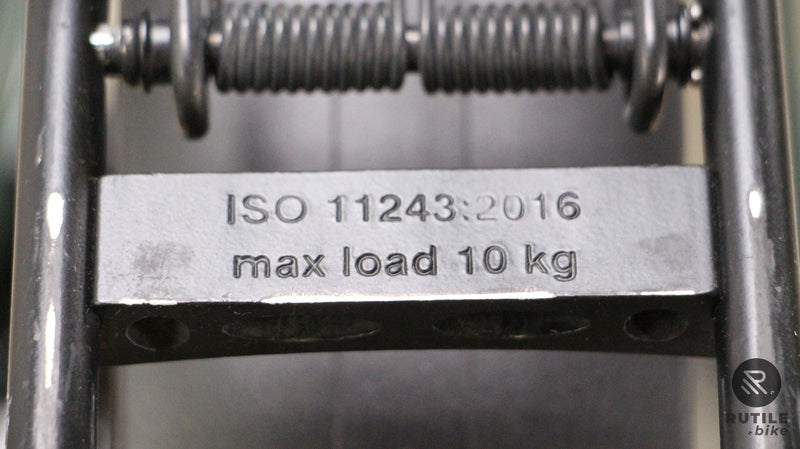 ISO 11243:2016
max load 10 kg
RUTILE
.bike